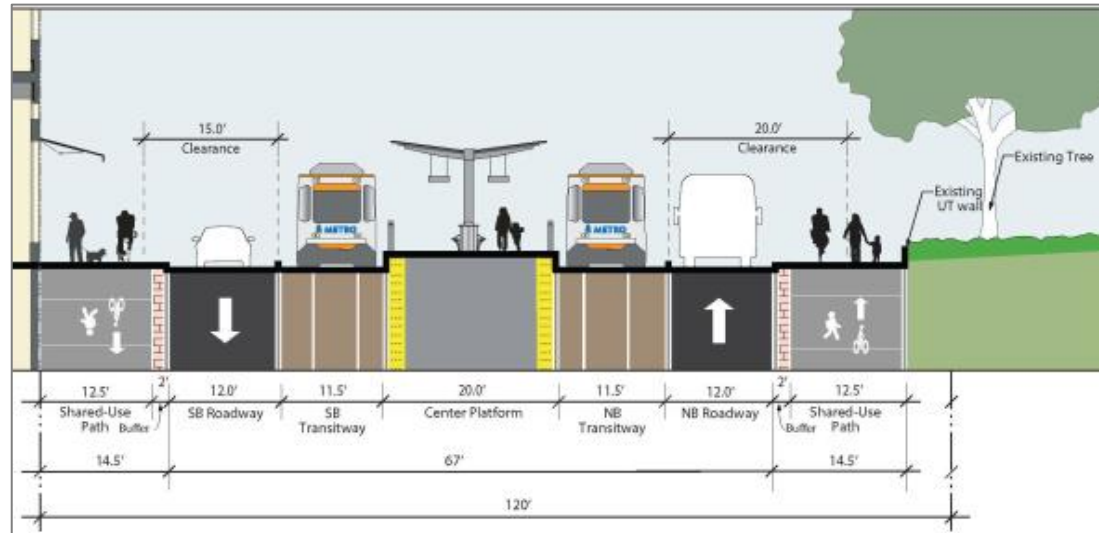 15.0'
Clearance
20.0'
Clearance
Existing Tree
Existing
UT wall
METRO
METRO
12.5'
2'
12.0'
11.5'
20.0'
11.5'
12.0'
2'
12.5'
Shared-Use
Path
Buffer
SB Roadway
SB
Transitway
Center Platform
NB
Transitway
NB Roadway
Buffer
Shared-Use
Path
14.5'
67'
14.5'
120'